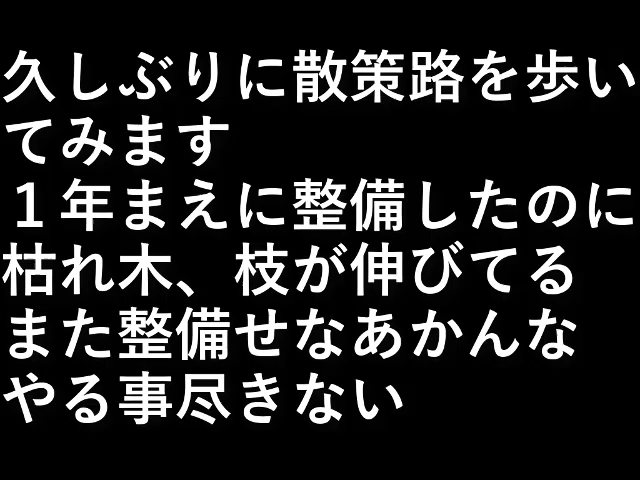 久しぶりに散策路を歩い
てみます
１年まえに整備したのに
枯れ木、枝が伸びてる
また整備せなあかんな
やる事尽きない